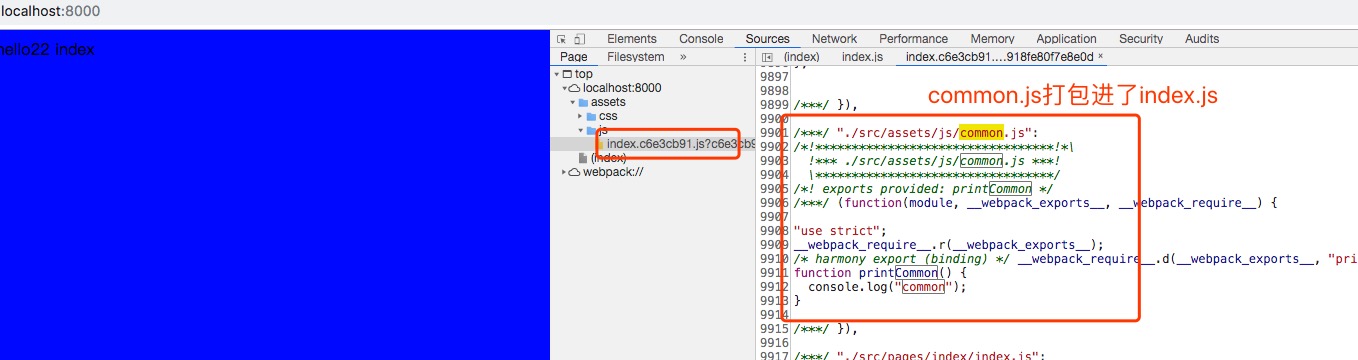 localhost:8000
hello22 index
Elements Console Sources Network Performance Memory Application Security Audits
Page Filesystem » (index) index.js index.c6e3cb91….918fe80f7e8e0d ×
top
localhost:8000
assets
css
js
index.c6e3cb91.js?c6e3cb9
(index)
webpack://
common.js打包进了index.js
9897
9898
9899 /***/ }),
9900
9901 /***/ "./src/assets/js/common.js":
9902 /*!*********************************!*\
9903   !*** ./src/assets/js/common.js ***!
9904   \*********************************/
9905 /*! exports provided: printCommon */
9906 /***/ (function(module, __webpack_exports__, __webpack_require__) {
9907
9908 "use strict";
9909 __webpack_require__.r(__webpack_exports__);
9910 /* harmony export (binding) */ __webpack_require__.d(__webpack_exports__, "pri
9911 function printCommon() {
9912   console.log("common");
9913 }
9914
9915 /***/ }),
9916
9917 /***/ "./src/pages/index/index.js":